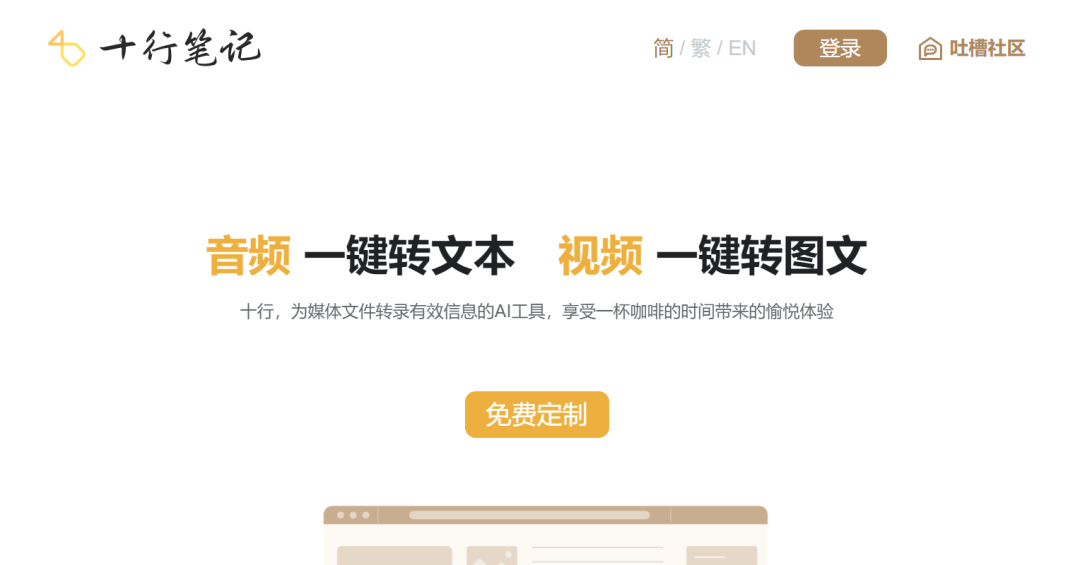 十行笔记
简 / 繁 / EN
登录
吐槽社区
音频 一键转文本 视频 一键转图文
十行，为媒体文件转录有效信息的AI工具，享受一杯咖啡的时间带来的愉悦体验
免费定制